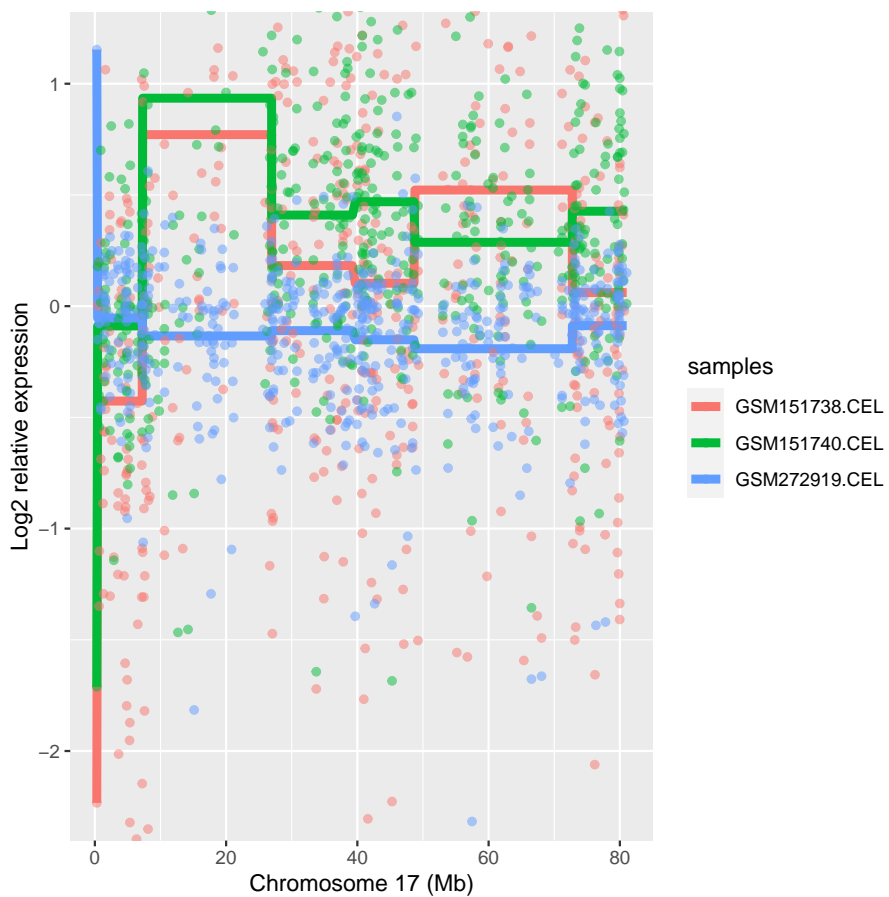 1
0
−1
−2
Log2 relative expression
0 20 40 60 80
Chromosome 17 (Mb)
samples
GSM151738.CEL
GSM151740.CEL
GSM272919.CEL